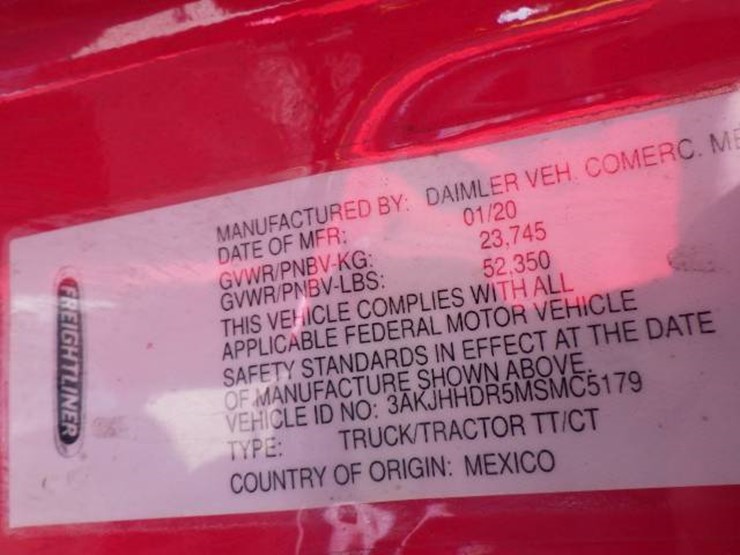 FREIGHTLINER
MANUFACTURED BY: DAIMLER VEH. COMERC. ME
DATE OF MFR: 01/20
GVWR/PNBV-KG: 23,745
GVWR/PNBV-LBS: 52,350
THIS VEHICLE COMPLIES WITH ALL
APPLICABLE FEDERAL MOTOR VEHICLE
SAFETY STANDARDS IN EFFECT AT THE DATE
OF MANUFACTURE SHOWN ABOVE.
VEHICLE ID NO: 3AKJHHDR5MSMC5179
TYPE: TRUCK/TRACTOR TT/CT
COUNTRY OF ORIGIN: MEXICO